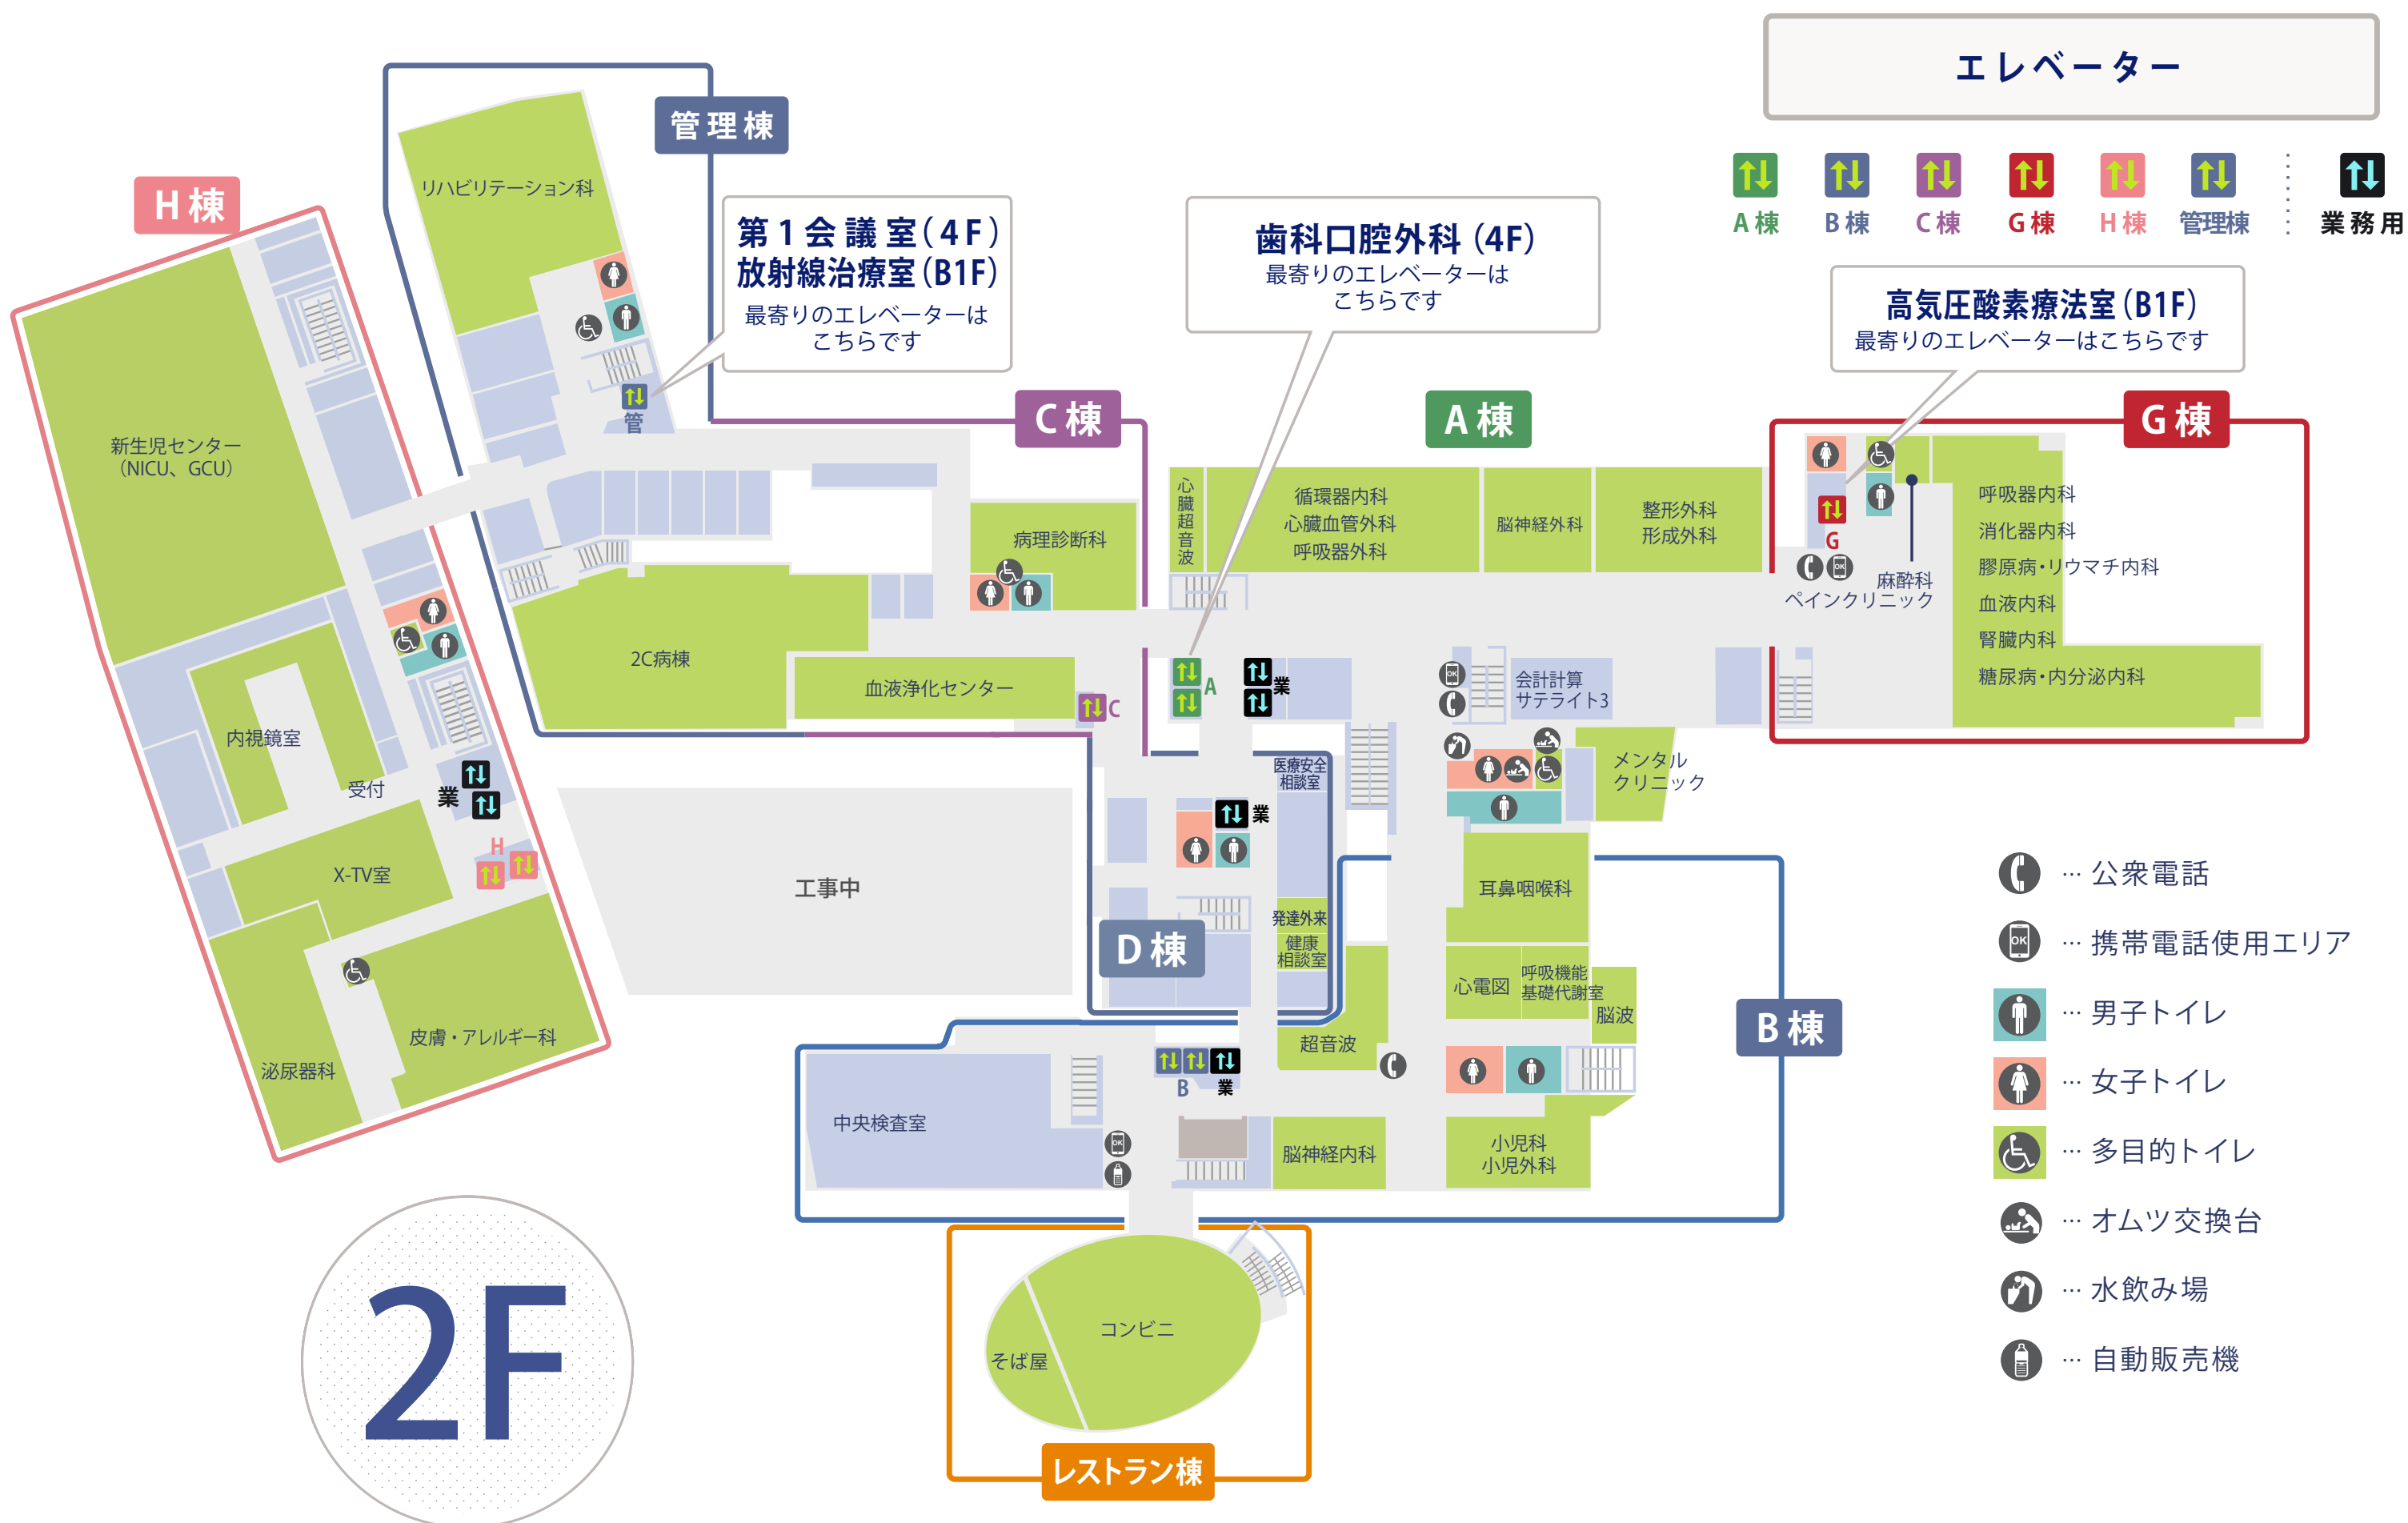 エレベーター
A棟
B棟
C棟
G棟
H棟
管理棟
業務用
管理棟
リハビリテーション科
H棟
第1会議室（4F）
放射線治療室（B1F）
最寄りのエレベーターは
こちらです
歯科口腔外科（4F）
最寄りのエレベーターは
こちらです
高気圧酸素療法室（B1F）
最寄りのエレベーターはこちらです
管
C棟
A棟
G棟
新生児センター
（NICU、GCU）
心臓超音波
循環器内科
心臓血管外科
呼吸器外科
脳神経外科
整形外科
形成外科
病理診断科
G
OK
麻酔科
ペインクリニック
呼吸器内科
消化器内科
膠原病・リウマチ内科
血液内科
腎臓内科
糖尿病・内分泌内科
2C病棟
血液浄化センター
C
A
業
OK
会計計算
サテライト3
内視鏡室
受付
業
H
X-TV室
医療安全
相談室
業
メンタル
クリニック
工事中
耳鼻咽喉科
発達外来
健康
相談室
D棟
心電図
呼吸機能
基礎代謝室
脳波
B棟
皮膚・アレルギー科
泌尿器科
超音波
B
業
中央検査室
OK
脳神経内科
小児科
小児外科
コンビニ
そば屋
レストラン棟
2F
… 公衆電話
OK … 携帯電話使用エリア
… 男子トイレ
… 女子トイレ
… 多目的トイレ
… オムツ交換台
… 水飲み場
… 自動販売機